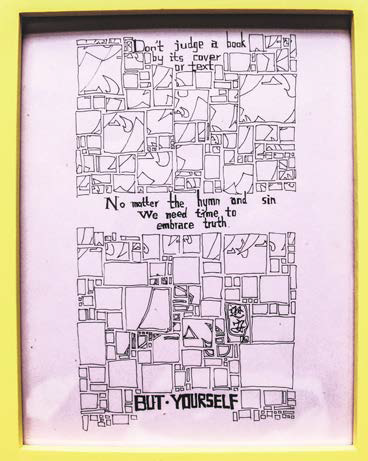 Don't judge a book
by its cover
or text
No matter the hymn and sin
We need time to
embrace truth.
BUT·YOURSELF